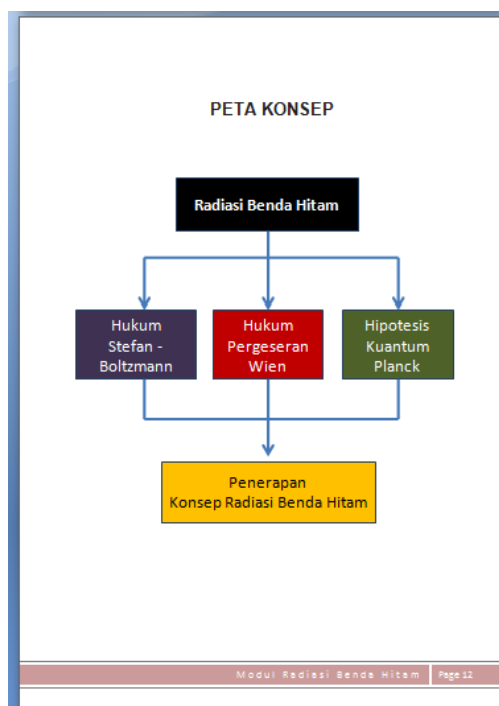 PETA KONSEP
Radiasi Benda Hitam
Hukum
Stefan -
Boltzmann
Hukum
Pergeseran
Wien
Hipotesis
Kuantum
Planck
Penerapan
Konsep Radiasi Benda Hitam
Modul Radiasi Benda Hitam Page 12